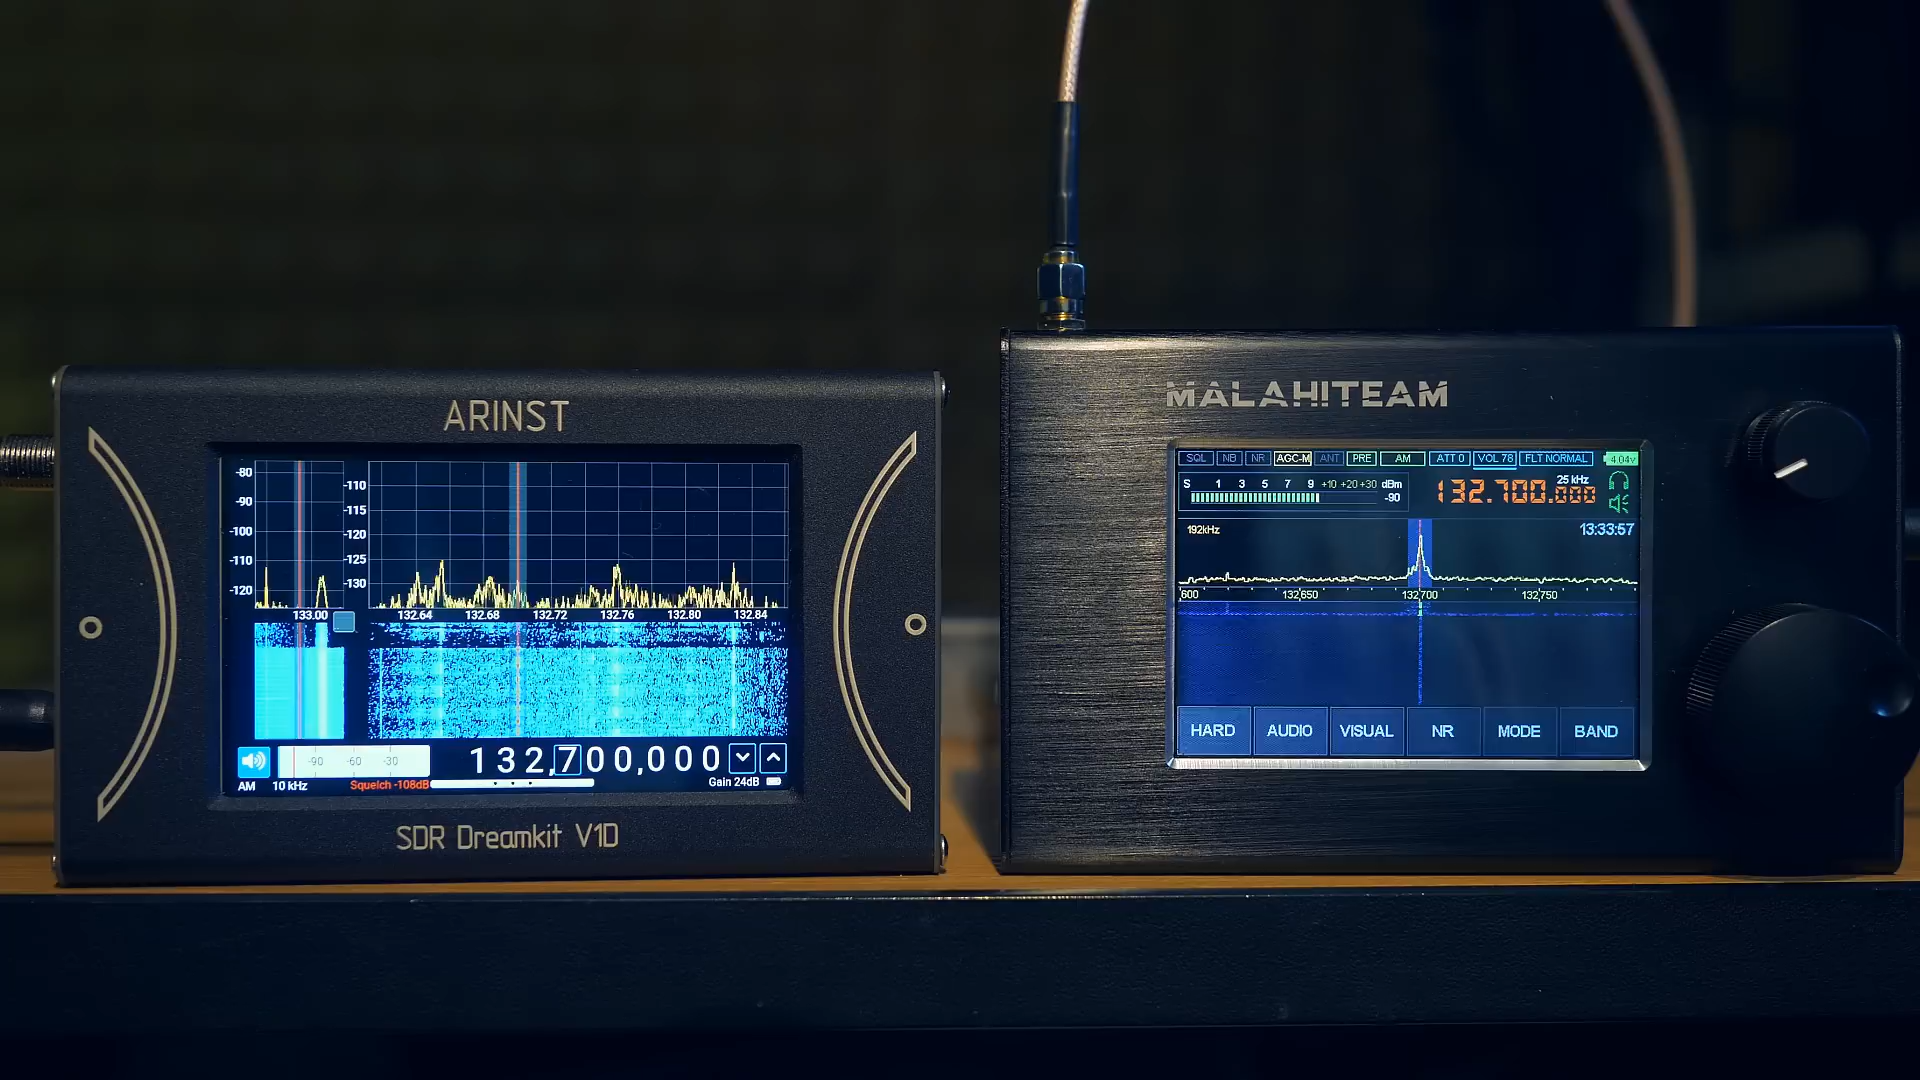 ARINST
-80
-90
-100
-110
-120
133.00
-110
-115
-120
-125
-130
132.64 132.68 132.72 132.76 132.80 132.84
-90 -60 -30
132,700,000
AM 10 kHz Squelch -108dB Gain 24dB
SDR Dreamkit V1D
MALAHITEAM
SQL NB NR AGC-M ANT PRE AM ATT 0 VOL 78 FLT NORMAL 4.04v
S 1 3 5 7 9 +10 +20 +30 dBm
-90
25 kHz
132.700.000
192kHz 13:33:57
600 132,650 132,700 132,750
HARD AUDIO VISUAL NR MODE BAND